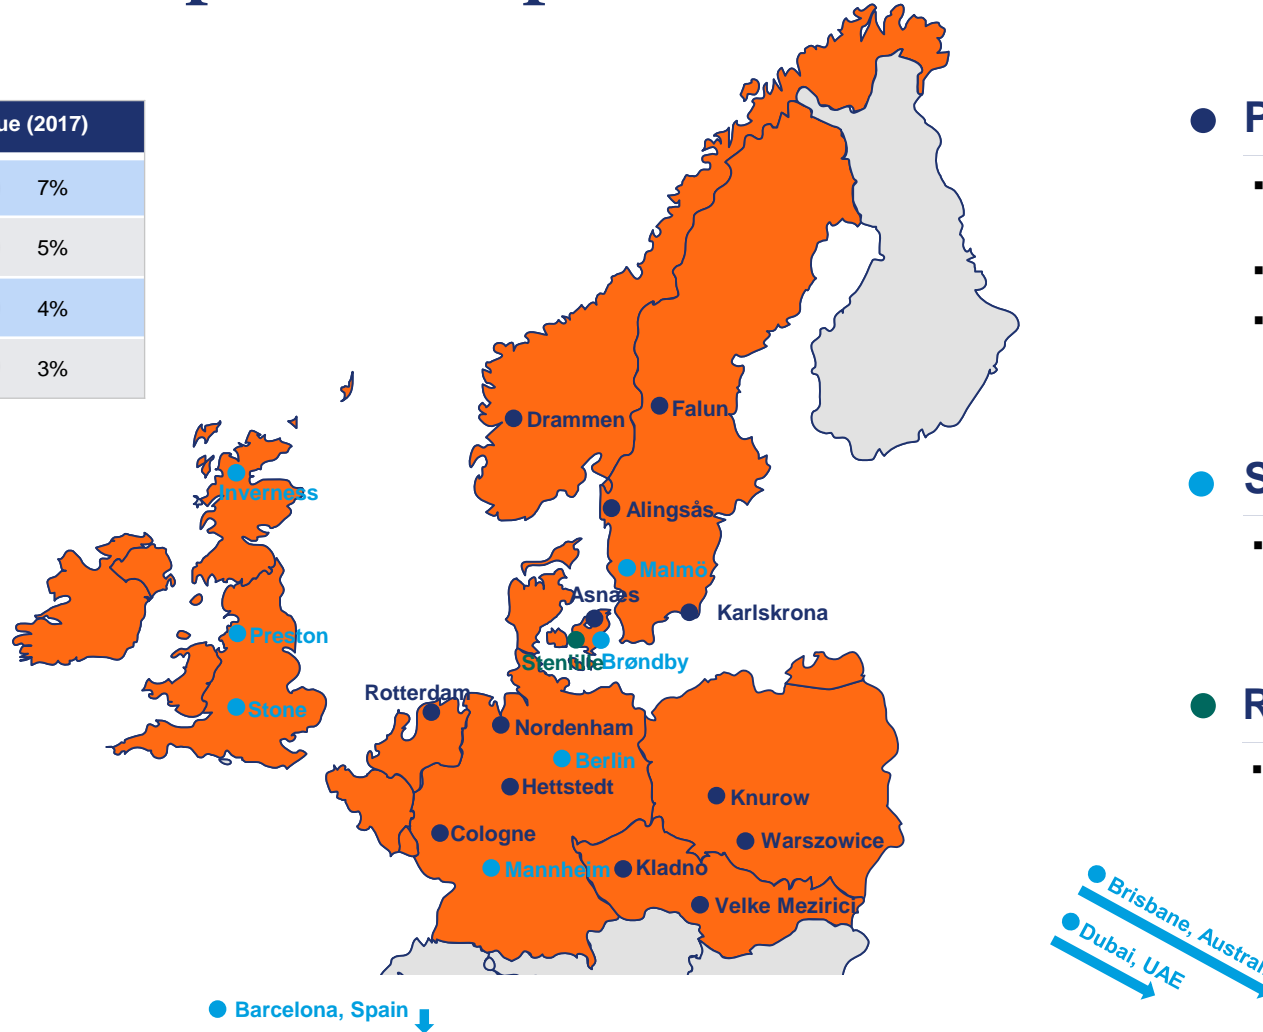 ue (2017)
7%
5%
4%
3%
P
S
R
Drammen
Falun
Inverness
Alingsås
Malmö
Asnæs
Karlskrona
Preston
Stenlille
Brøndby
Rotterdam
Stone
Nordenham
Berlin
Hettstedt
Knurow
Cologne
Warszowice
Mannheim
Kladno
Velke Mezirici
Brisbane, Austral
Dubai, UAE
Barcelona, Spain